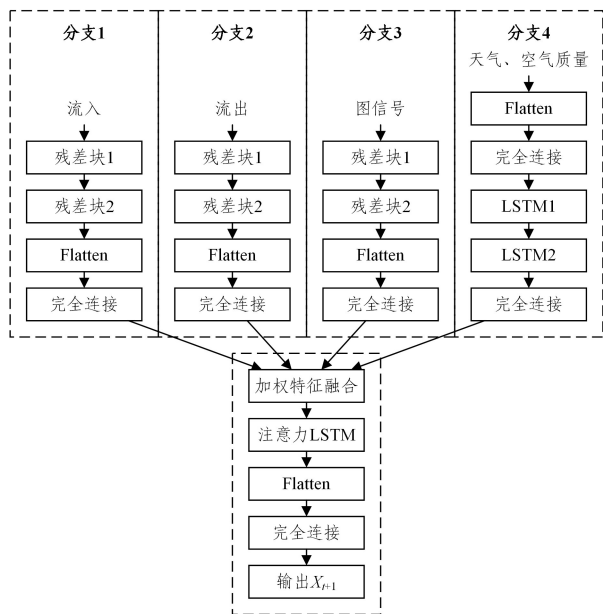 分支1
流入
残差块1
残差块2
Flatten
完全连接
分支2
流出
残差块1
残差块2
Flatten
完全连接
分支3
图信号
残差块1
残差块2
Flatten
完全连接
分支4
天气、空气质量
Flatten
完全连接
LSTM1
LSTM2
完全连接
加权特征融合
注意力LSTM
Flatten
完全连接
输出Xt+1